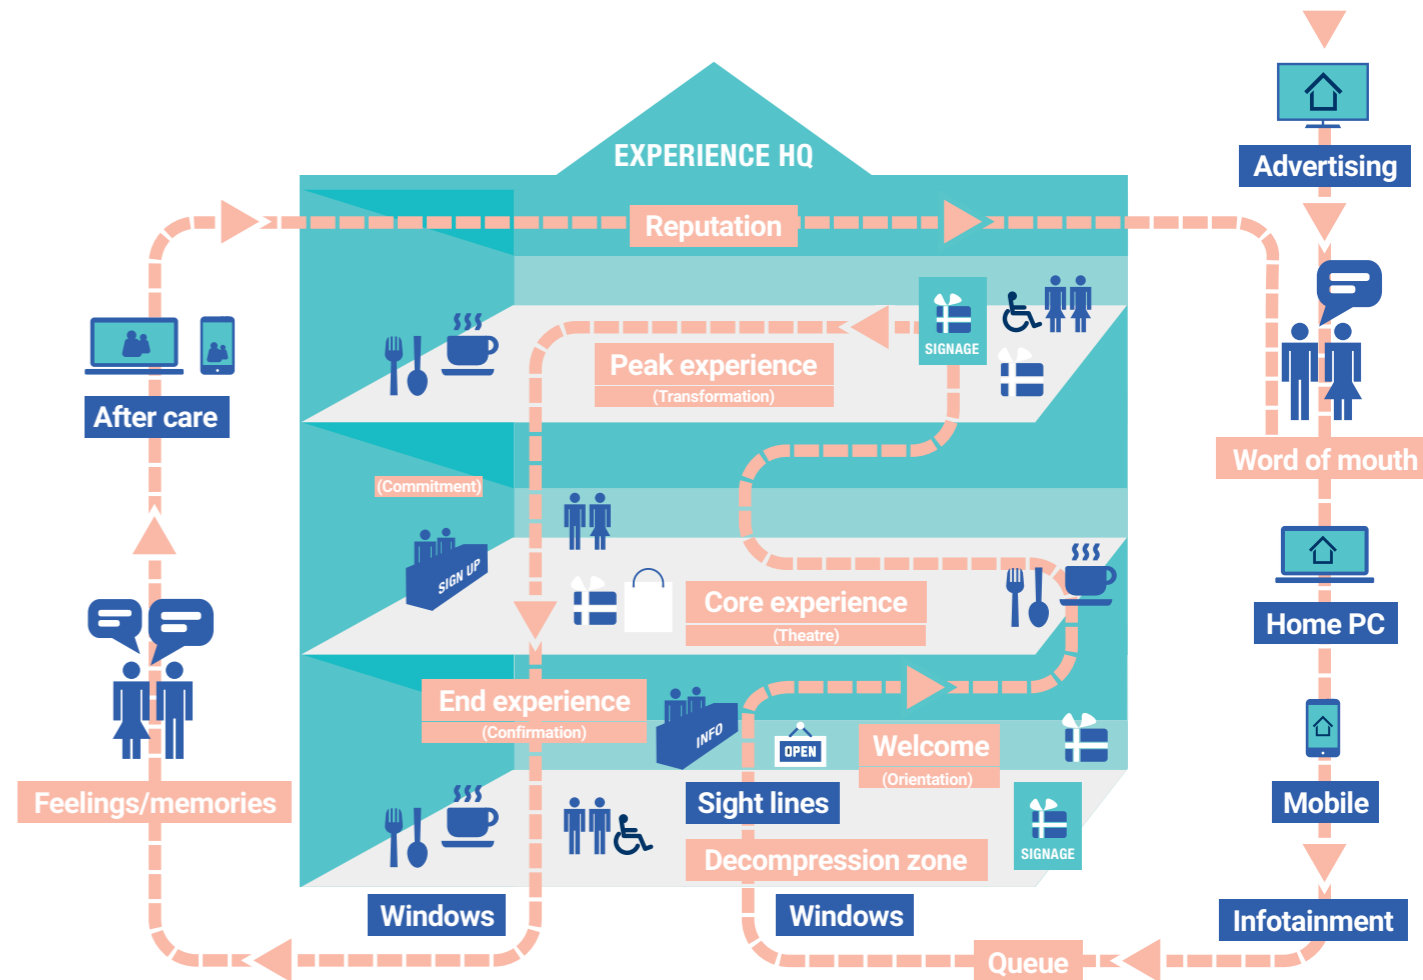 EXPERIENCE HQ
Advertising
Reputation
SIGNAGE
Peak experience
(Transformation)
After care
Word of mouth
(Commitment)
SIGN UP
Core experience
(Theatre)
Home PC
End experience
(Confirmation)
INFO
OPEN
Welcome
(Orientation)
Feelings/memories
Sight lines
Mobile
SIGNAGE
Decompression zone
Windows
Windows
Infotainment
Queue